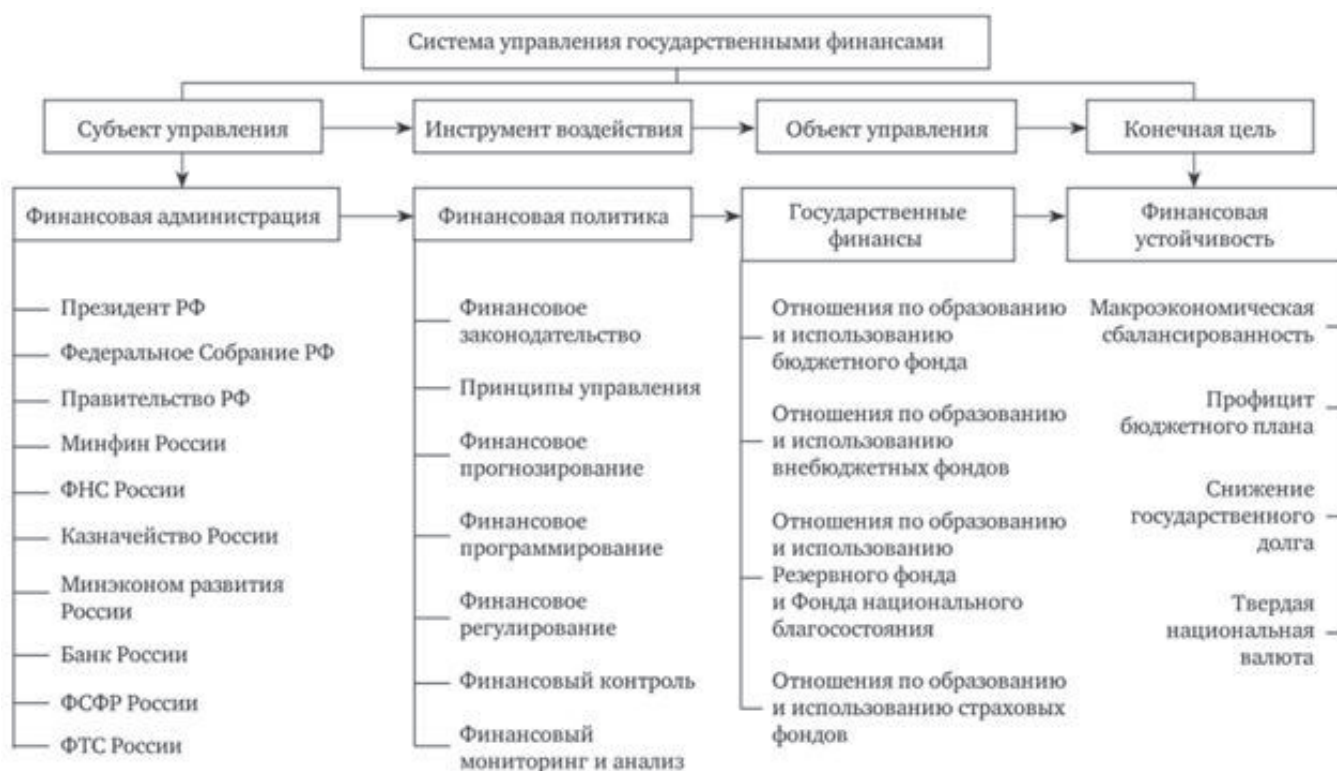 Система управления государственными финансами
Субъект управления
Инструмент воздействия
Объект управления
Конечная цель
Финансовая администрация
Финансовая политика
Государственные
финансы
Финансовая
устойчивость
Президент РФ
Федеральное Собрание РФ
Правительство РФ
Минфин России
ФНС России
Казначейство России
Минэконом развития
России
Банк России
ФСФР России
ФТС России
Финансовое
законодательство
Принципы управления
Финансовое
прогнозирование
Финансовое
программирование
Финансовое
регулирование
Финансовый контроль
Финансовый
мониторинг и анализ
Отношения по образованию
и использованию
бюджетного фонда
Отношения по образованию
и использованию
внебюджетных фондов
Отношения по образованию
и использованию
Резервного фонда
и Фонда национального
благосостояния
Отношения по образованию
и использованию страховых
фондов
Макроэкономическая
сбалансированность
Профицит
бюджетного плана
Снижение
государственного
долга
Твердая
национальная
валюта